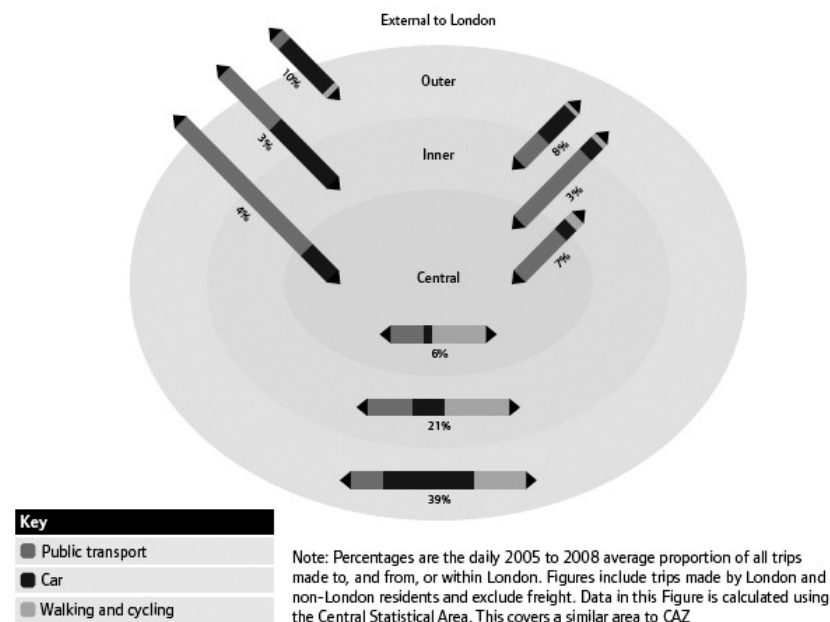 External to London
Outer
10%
Inner
8%
3%
3%
4%
7%
Central
6%
21%
39%
Key
Public transport
Car
Walking and cycling
Note: Percentages are the daily 2005 to 2008 average proportion of all trips
made to, and from, or within London. Figures include trips made by London and
non-London residents and exclude freight. Data in this Figure is calculated using
the Central Statistical Area. This covers a similar area to CAZ